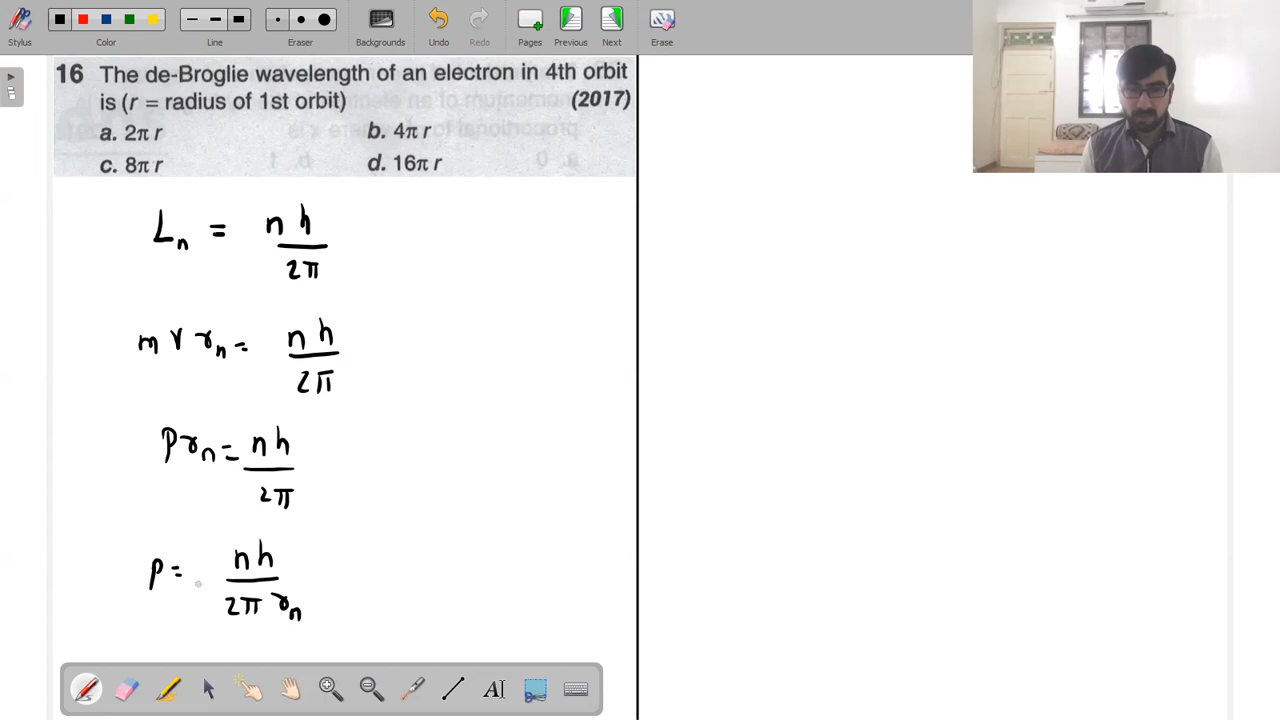 Stylus
Color
Line
Eraser
Backgrounds
Undo
Redo
Pages
Previous
Next
Erase
16 The de-Broglie wavelength of an electron in 4th orbit
is (r = radius of 1st orbit) (2017)
a. 2π r b. 4π r
c. 8π r d. 16π r
Lₙ = nh/2π
m v rₙ = nh/2π
P rₙ = nh/2π
P = nh/2π rₙ